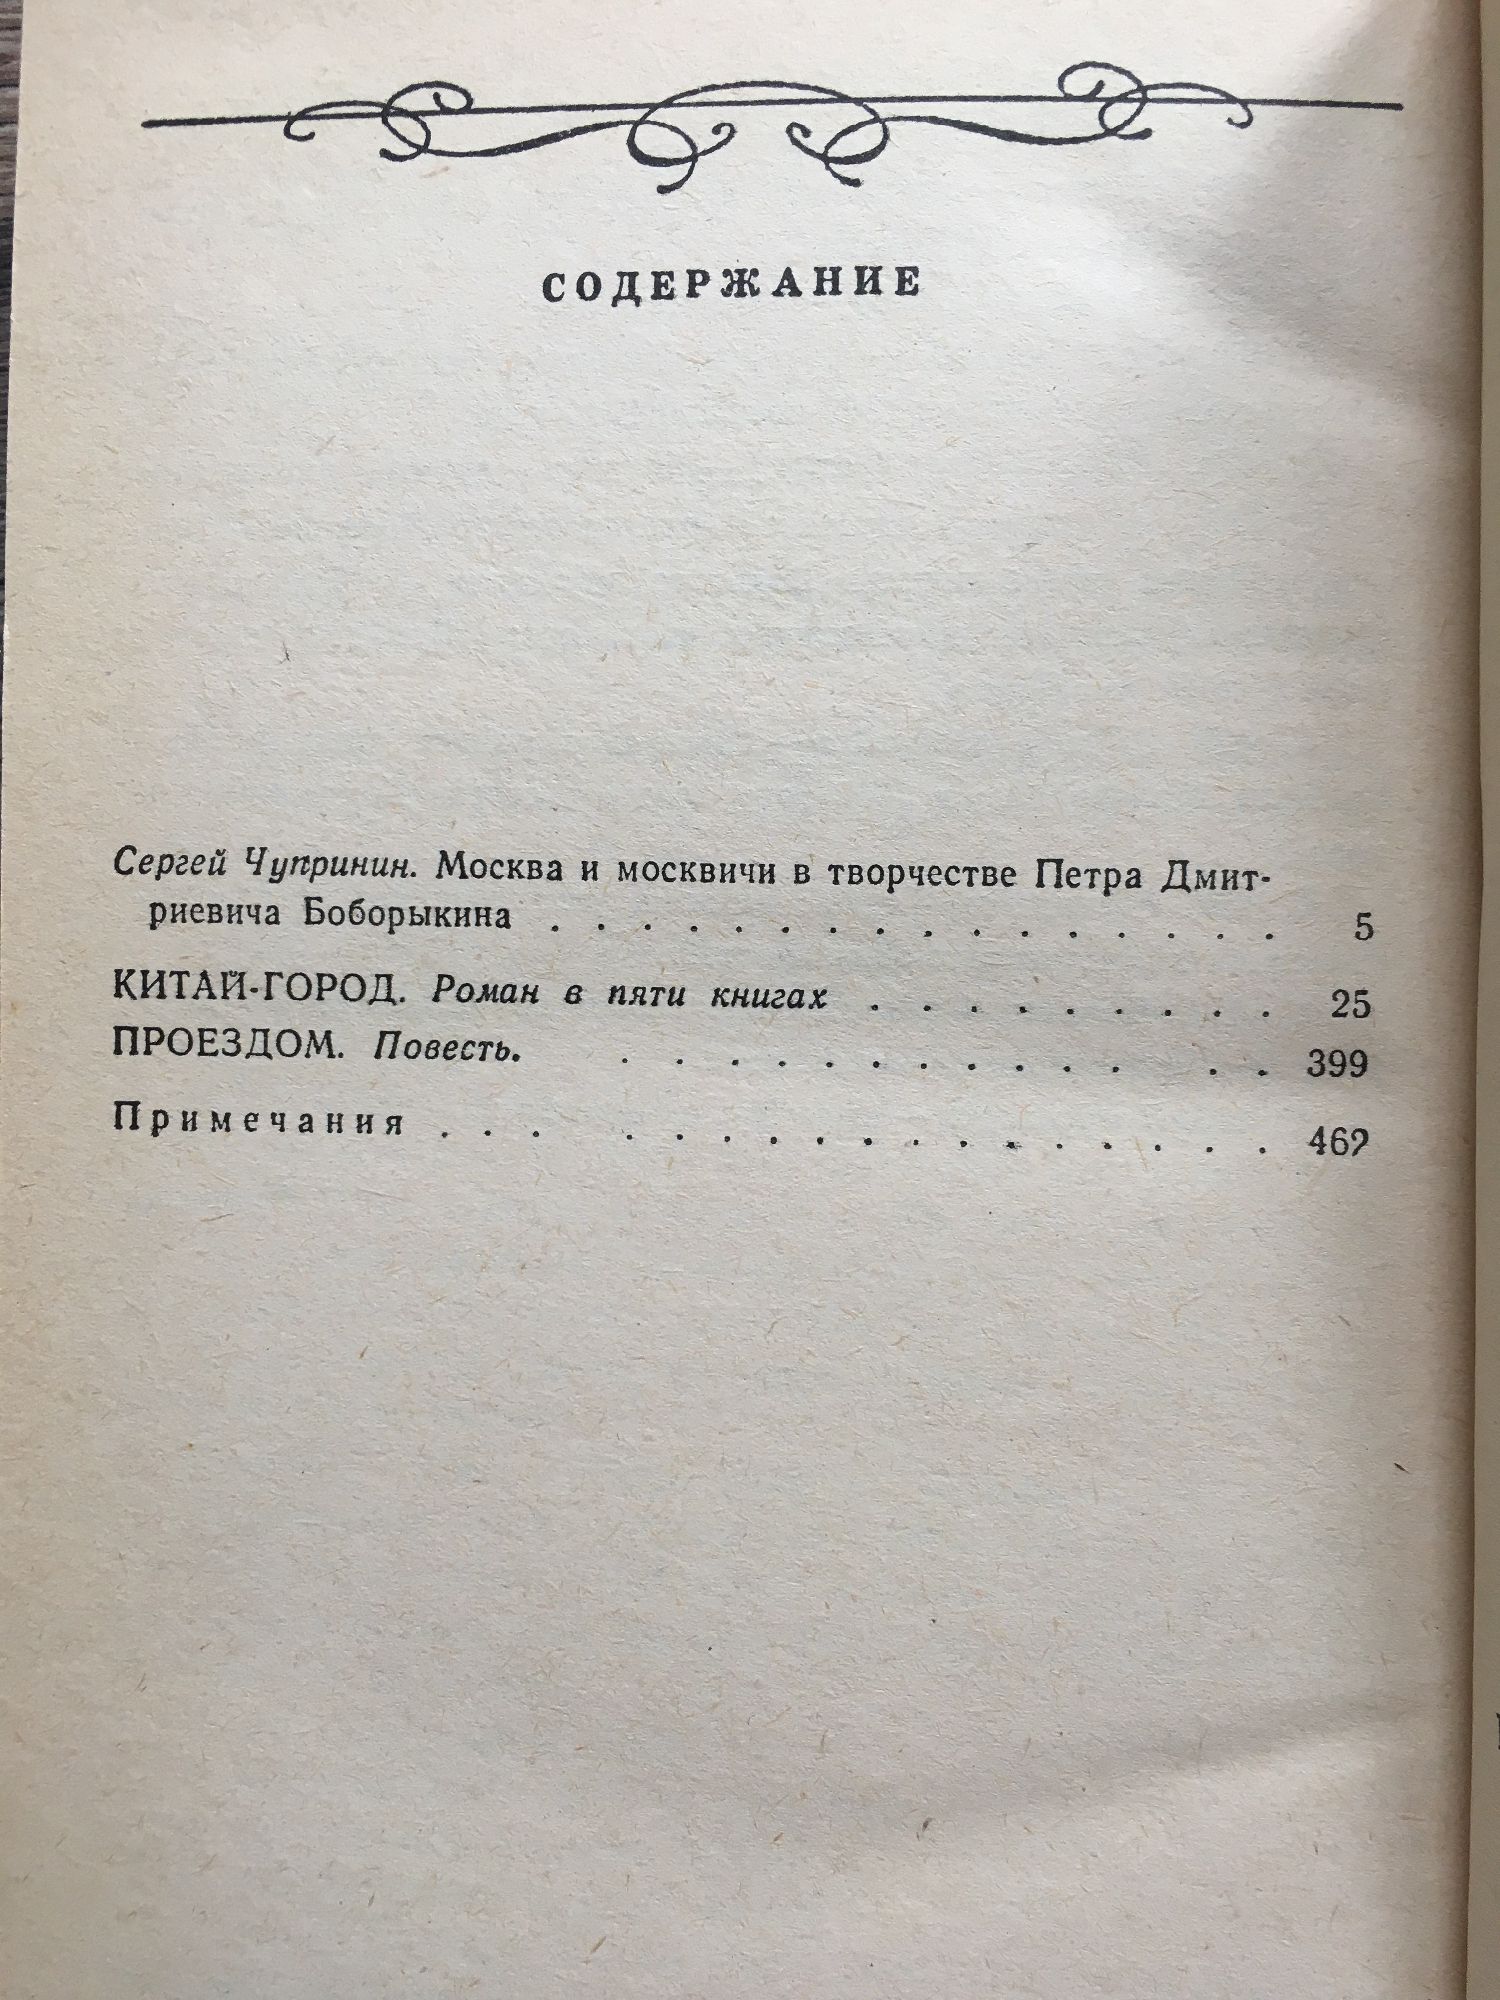 СОДЕРЖАНИЕ
Сергей Чупринин. Москва и москвичи в творчестве Петра Дмит-
риевича Боборыкина . . . . . . . . . . . . . . . . 5
КИТАЙ-ГОРОД. Роман в пяти книгах . . . . . . . . . 25
ПРОЕЗДОМ. Повесть. . . . . . . . . . . . . . 399
Примечания . . . . . . . . . . . . . . . . .